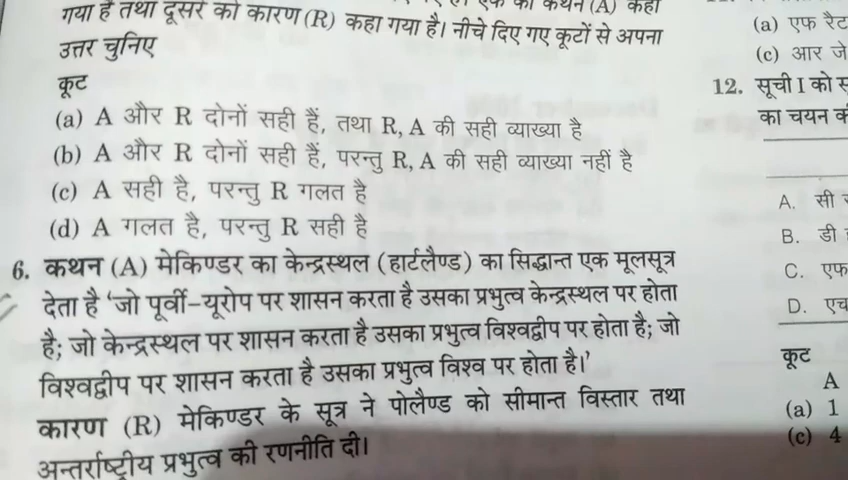 कथन (A) कहा
गया है तथा दूसरे को कारण (R) कहा गया है। नीचे दिए गए कूटों से अपना
उत्तर चुनिए
कूट
(a) A और R दोनों सही हैं, तथा R, A की सही व्याख्या है
(b) A और R दोनों सही हैं, परन्तु R, A की सही व्याख्या नहीं है
(c) A सही है, परन्तु R गलत है
(d) A गलत है, परन्तु R सही है
6. कथन (A) मेकिण्डर का केन्द्रस्थल (हार्टलैण्ड) का सिद्धान्त एक मूलसूत्र
देता है 'जो पूर्वी-यूरोप पर शासन करता है उसका प्रभुत्व केन्द्रस्थल पर होता
है; जो केन्द्रस्थल पर शासन करता है उसका प्रभुत्व विश्वद्वीप पर होता है; जो
विश्वद्वीप पर शासन करता है उसका प्रभुत्व विश्व पर होता है।'
कारण (R) मेकिण्डर के सूत्र ने पोलैण्ड को सीमान्त विस्तार तथा
अन्तर्राष्ट्रीय प्रभुत्व की रणनीति दी।
(a) एफ रैट
(c) आर जे
12. सूची I को
का चयन
A. सी
B. डी
C. एफ
D. एच
कूट
A
(a) 1
(c) 4